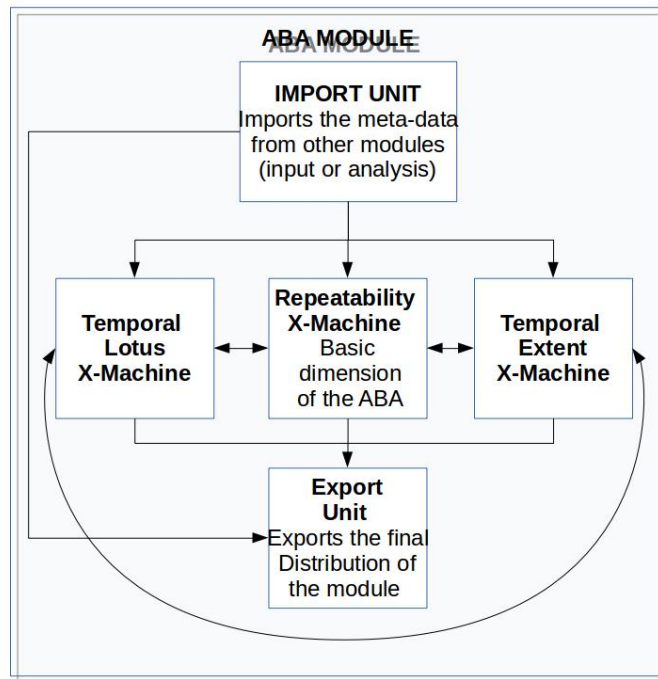 ABA MODULE
IMPORT UNIT
Imports the meta-data
from other modules
(input or analysis)
Temporal
Lotus
X-Machine
Repeatability
X-Machine
Basic
dimension
of the ABA
Temporal
Extent
X-Machine
Export
Unit
Exports the final
Distribution of
the module